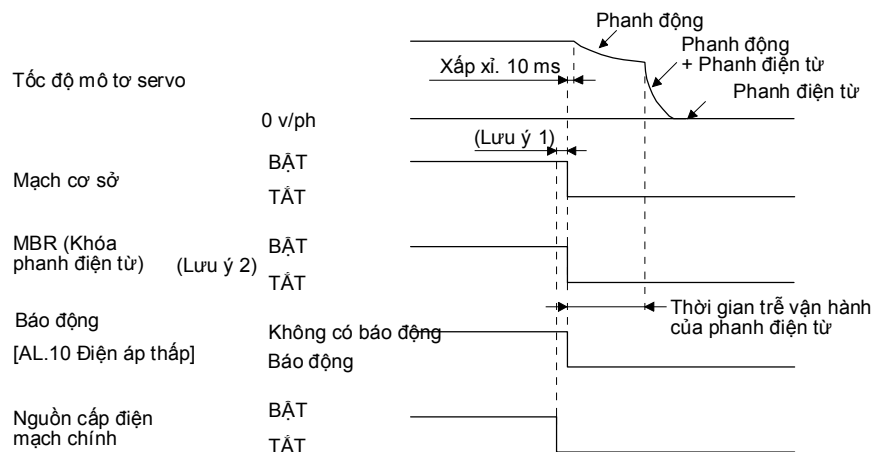 Phanh động
Phanh động
+ Phanh điện từ
Xấp xỉ. 10 ms
Tốc độ mô tơ servo
Phanh điện từ
0 v/ph
(Lưu ý 1)
BẬT
Mạch cơ sở
TẮT
MBR (Khóa
phanh điện từ) (Lưu ý 2)
BẬT
TẮT
Thời gian trễ vận hành
của phanh điện từ
Báo động
[AL.10 Điện áp thấp]
Không có báo động
Báo động
Nguồn cấp điện
mạch chính
BẬT
TẮT